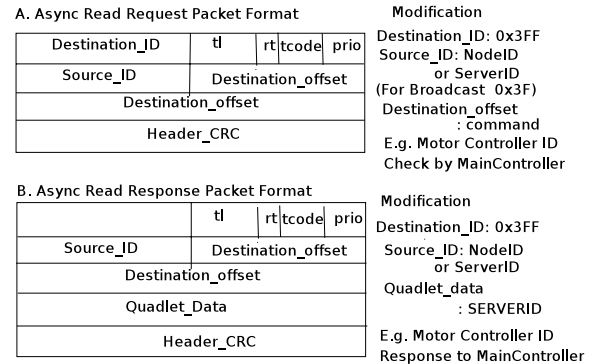 A. Async Read Request Packet Format
Destination_ID tl rt tcode prio
Source_ID Destination_offset
Destination_offset
Header_CRC
Modification
Destination_ID: 0x3FF
Source_ID: NodeID
or ServerID
(For Broadcast 0x3F)
Destination_offset
: command
E.g. Motor Controller ID
Check by MainController
B. Async Read Response Packet Format
tl rt tcode prio
Source_ID Destination_offset
Destination_offset
Quadlet_Data
Header_CRC
Modification
Destination_ID: 0x3FF
Source_ID: NodeID
or ServerID
Quadlet_data
: SERVERID
E.g. Motor Controller ID
Response to MainController